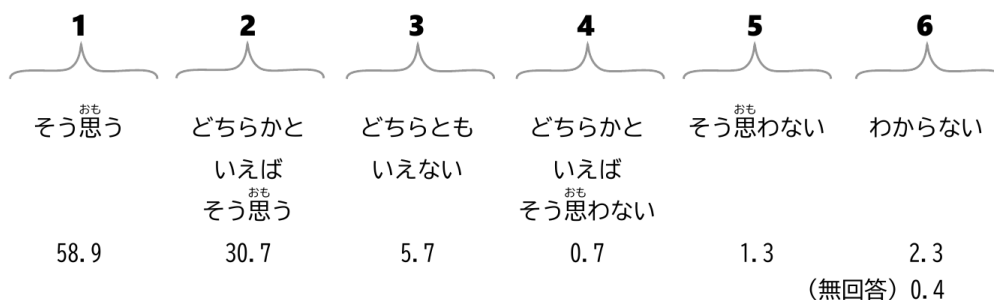 1 2 3 4 5 6
そう思う どちらかと どちらとも どちらかと そう思わない わからない
いえば いえない いえば
そう思う そう思わない
58.9 30.7 5.7 0.7 1.3 2.3
（無回答）0.4